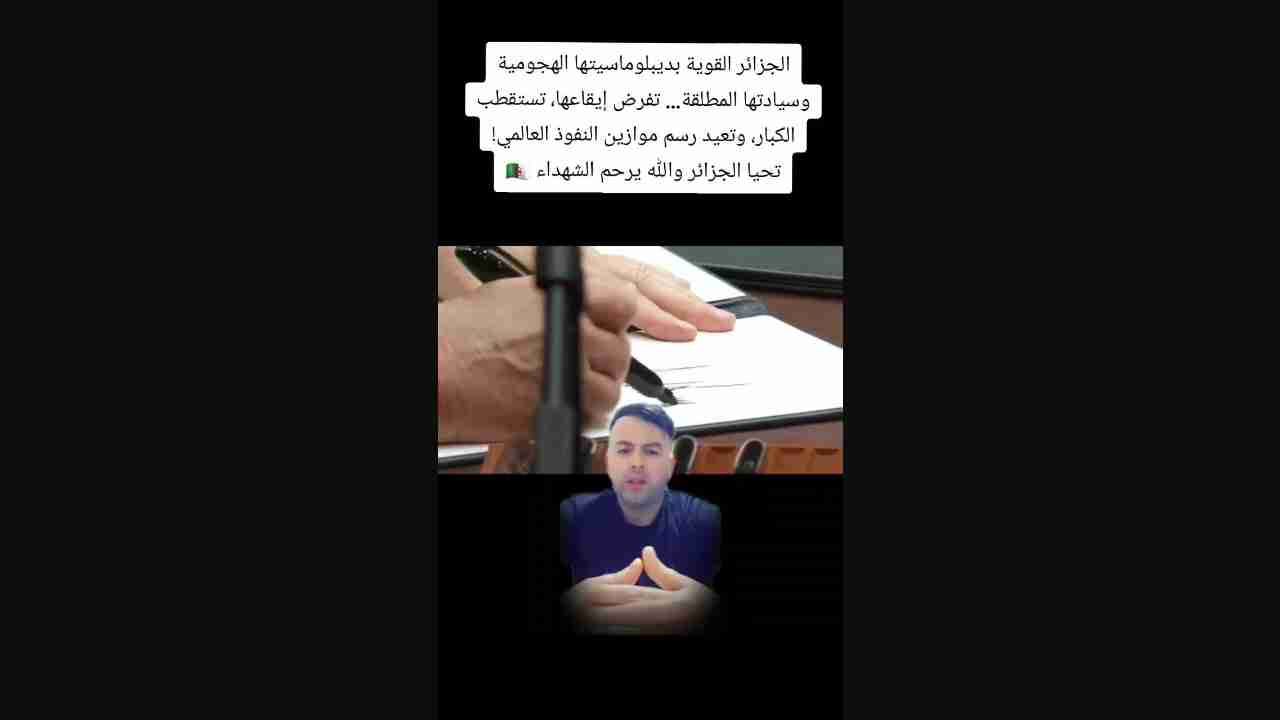 الجزائر القوية بديبلوماسيتها الهجومية
وسيادتها المطلقة... تفرض إيقاعها، تستقطب
الكبار، وتعيد رسم موازين النفوذ العالمي!
تحيا الجزائر والله يرحم الشهداء 🇩🇿